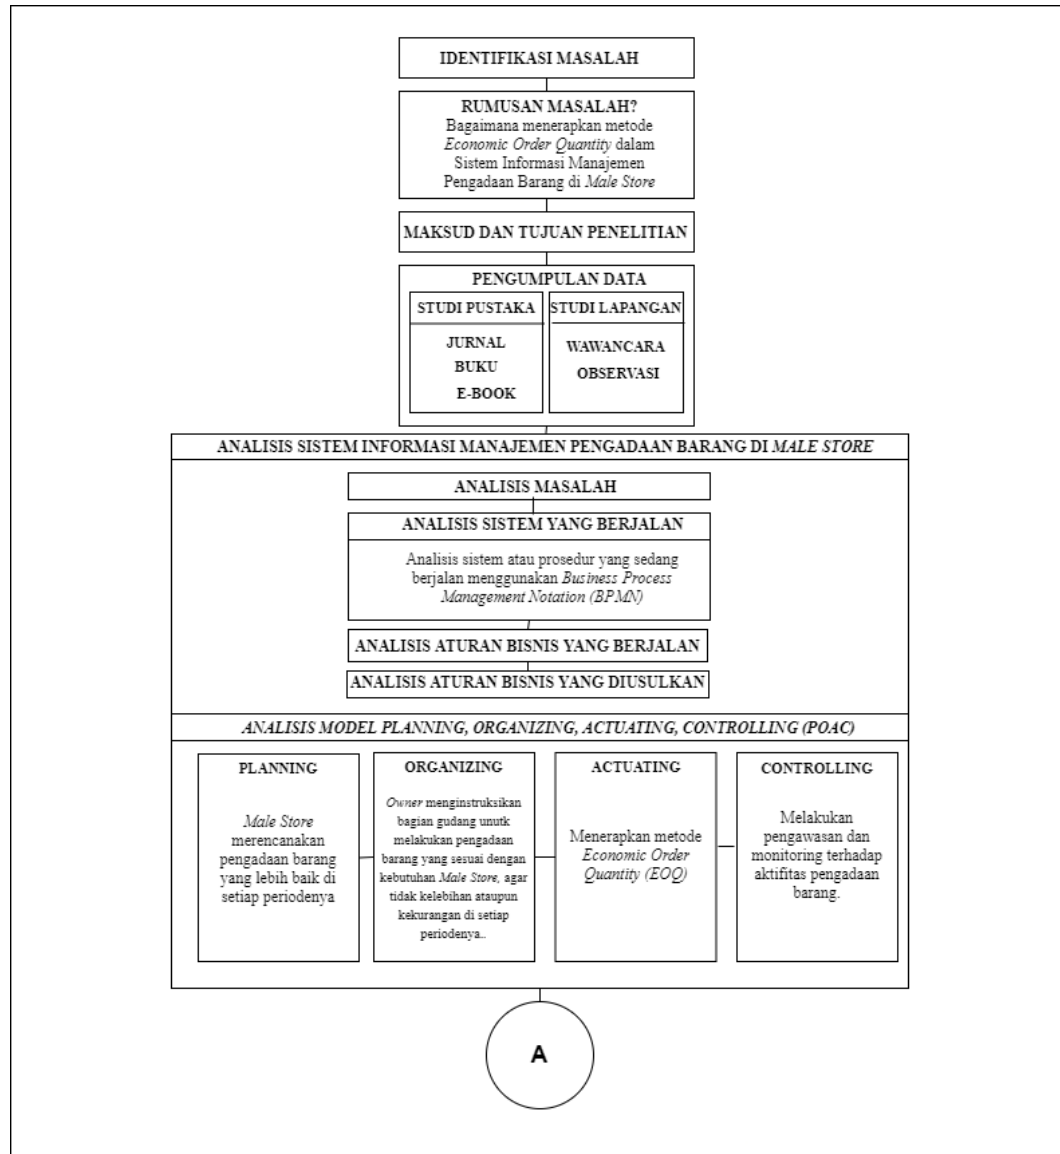 IDENTIFIKASI MASALAH
RUMUSAN MASALAH?
Bagaimana menerapkan metode
Economic Order Quantity dalam
Sistem Informasi Manajemen
Pengadaan Barang di Male Store
MAKSUD DAN TUJUAN PENELITIAN
PENGUMPULAN DATA
STUDI PUSTAKA
JURNAL
BUKU
E-BOOK
STUDI LAPANGAN
WAWANCARA
OBSERVASI
ANALISIS SISTEM INFORMASI MANAJEMEN PENGADAAN BARANG DI MALE STORE
ANALISIS MASALAH
ANALISIS SISTEM YANG BERJALAN
Analisis sistem atau prosedur yang sedang
berjalan menggunakan Business Process
Management Notation (BPMN)
ANALISIS ATURAN BISNIS YANG BERJALAN
ANALISIS ATURAN BISNIS YANG DIUSULKAN
ANALISIS MODEL PLANNING, ORGANIZING, ACTUATING, CONTROLLING (POAC)
PLANNING
Male Store
merencanakan
pengadaan barang
yang lebih baik di
setiap periodenya
ORGANIZING
Owner menginstruksikan
bagian gudang unutk
melakukan pengadaan
barang yang sesuai dengan
kebutuhan Male Store, agar
tidak kelebihan ataupun
kekurangan di setiap
periodenya..
ACTUATING
Menerapkan metode
Economic Order
Quantity (EOQ)
CONTROLLING
Melakukan
pengawasan dan
monitoring terhadap
aktifitas pengadaan
barang.
A